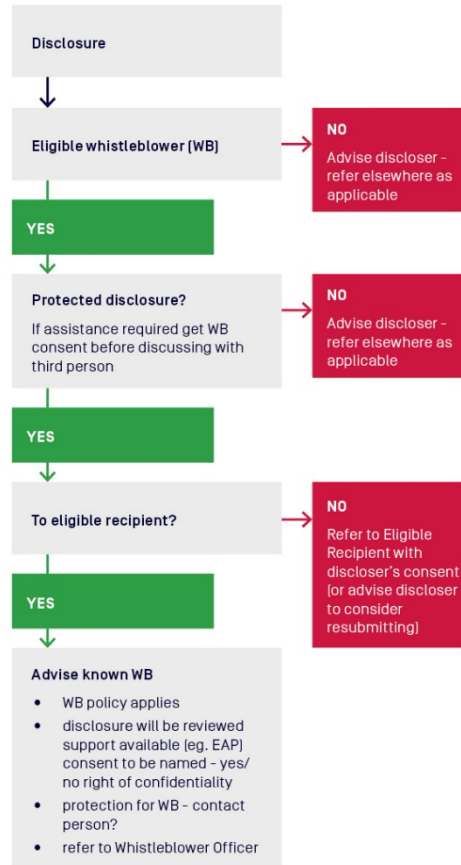 Disclosure
Eligible whistleblower (WB)
NO
Advise discloser -
refer elsewhere as
applicable
YES
Protected disclosure?
If assistance required get WB
consent before discussing with
third person
NO
Advise discloser -
refer elsewhere as
applicable
YES
To eligible recipient?
NO
Refer to Eligible
Recipient with
discloser's consent
(or advise discloser
to consider
resubmitting)
YES
Advise known WB
• WB policy applies
• disclosure will be reviewed
support available (eg. EAP)
consent to be named - yes/
no right of confidentiality
• protection for WB - contact
person?
• refer to Whistleblower Officer